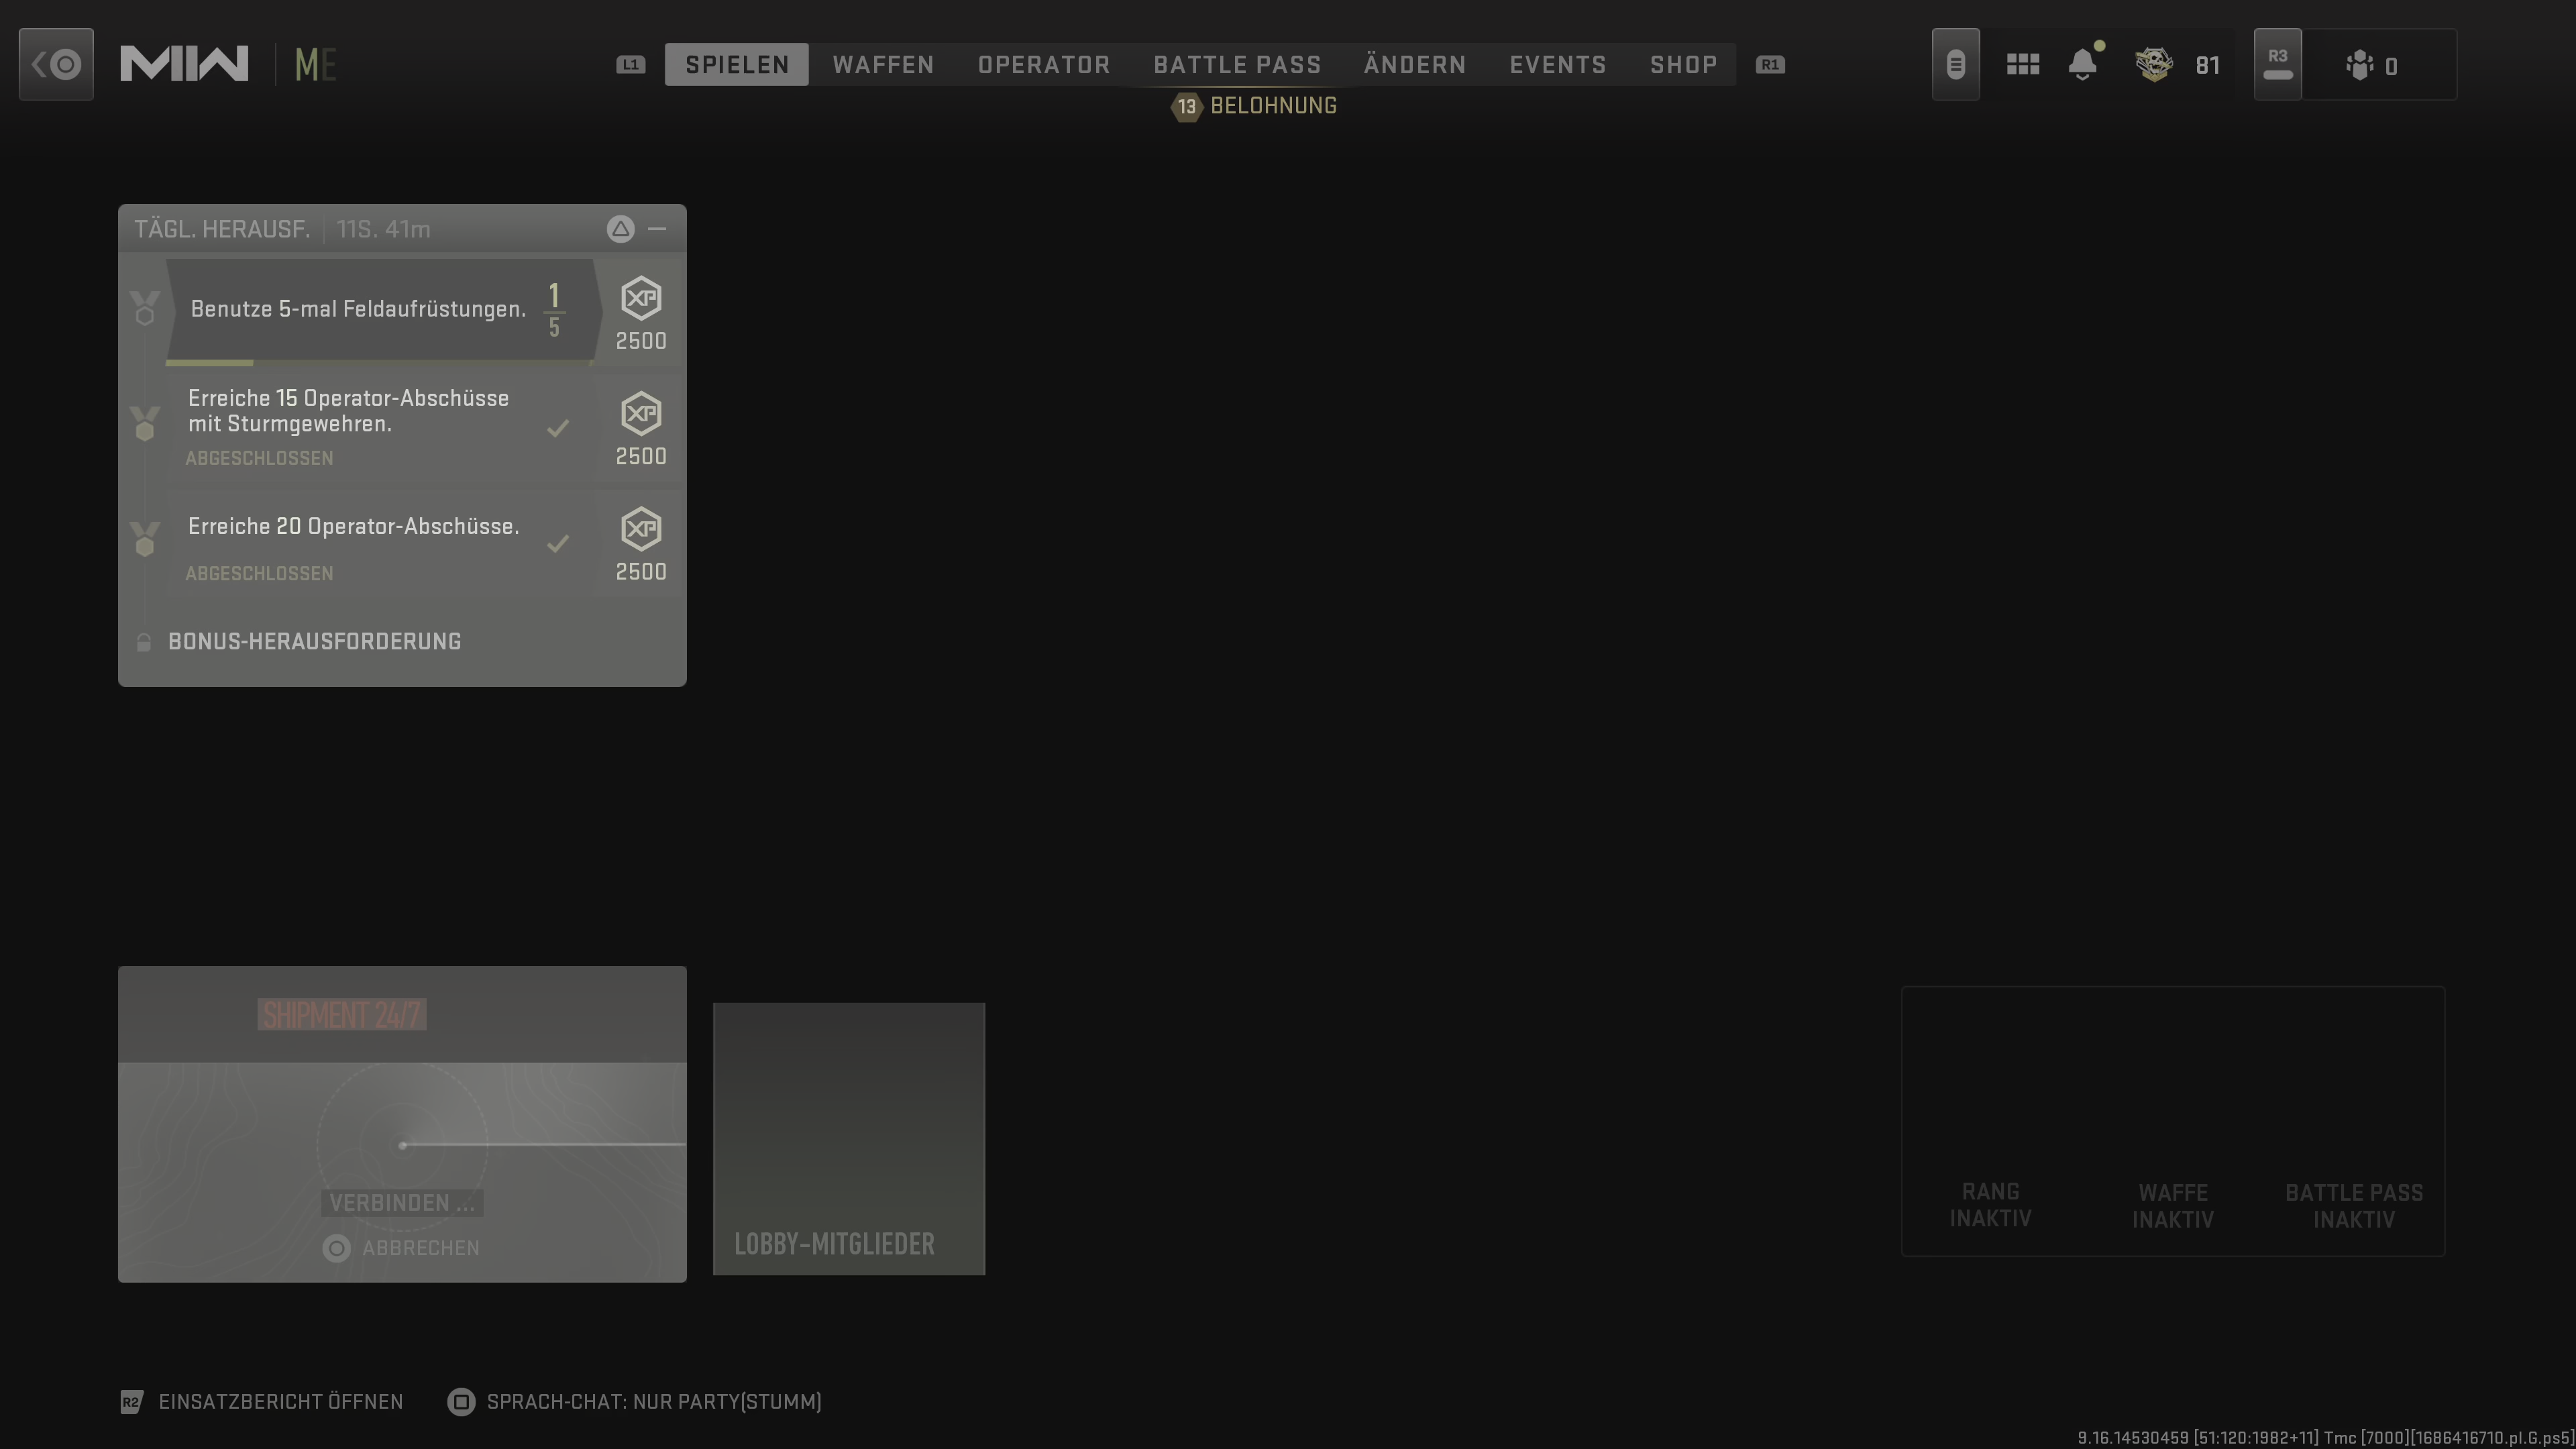 MW
ME
L1
SPIELEN
WAFFEN
OPERATOR
BATTLE PASS
ÄNDERN
EVENTS
SHOP
R1
13 BELOHNUNG
81
R3
0
TÄGL. HERAUSF. 11S. 41m
Benutze 5-mal Feldaufrüstungen.
1
5
XP
2500
Erreiche 15 Operator-Abschüsse
mit Sturmgewehren.
ABGESCHLOSSEN
XP
2500
Erreiche 20 Operator-Abschüsse.
ABGESCHLOSSEN
XP
2500
BONUS-HERAUSFORDERUNG
SHIPMENT 24/7
VERBINDEN ...
ABBRECHEN
LOBBY-MITGLIEDER
RANG
INAKTIV
WAFFE
INAKTIV
BATTLE PASS
INAKTIV
R2 EINSATZBERICHT ÖFFNEN
SPRACH-CHAT: NUR PARTY(STUMM)
9.16.14530459 [51:120:1982+11] Tmc [7000][1686416710.pl.G.ps5]